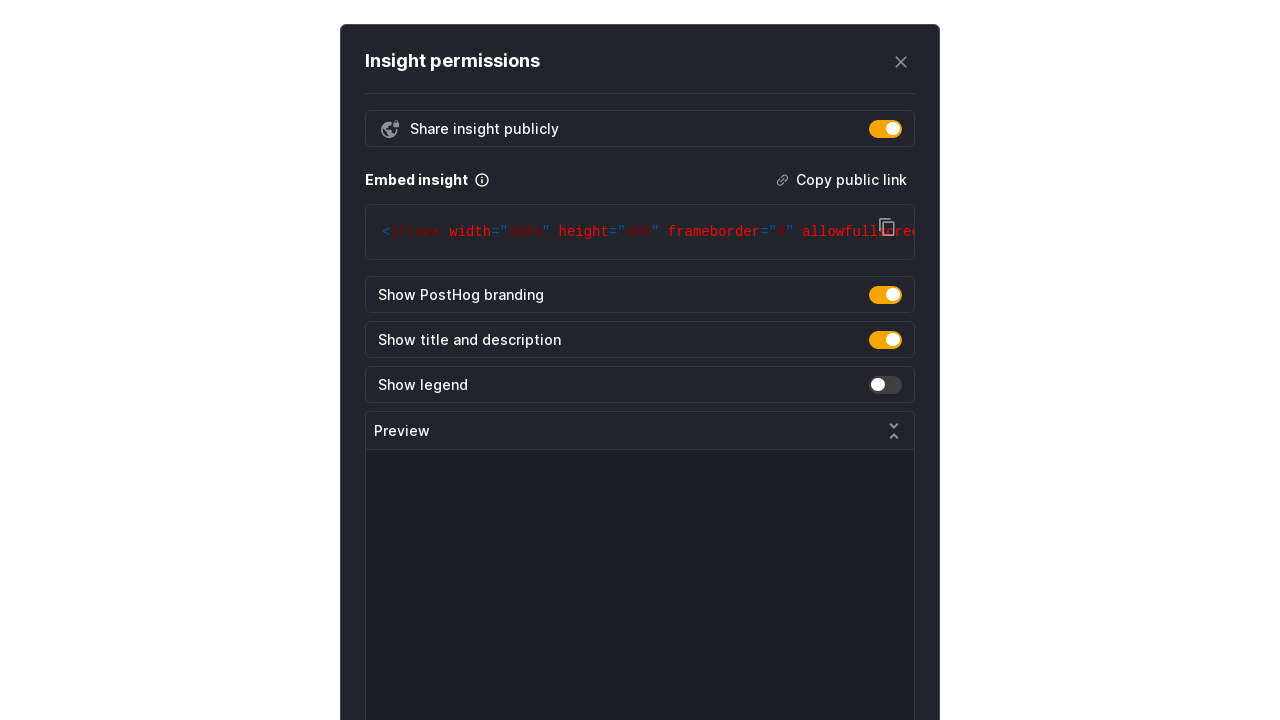 Insight permissions
Share insight publicly
Embed insight
Copy public link
<iframe width="100%" height="400" frameborder="0" allowfullscree
Show PostHog branding
Show title and description
Show legend
Preview